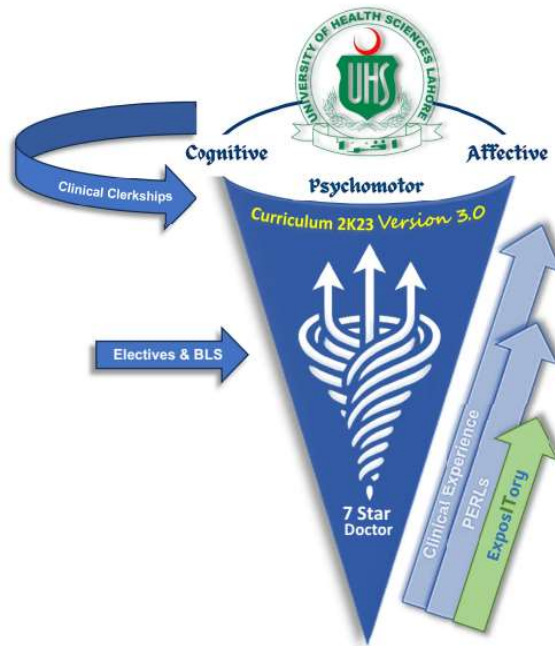 UNIVERSITY OF HEALTH SCIENCES LAHORE
UHS
Cognitive
Affective
Psychomotor
Clinical Clerkships
Curriculum 2K23 Version 3.0
Electives & BLS
7 Star
Doctor
Clinical Experience
PERLs
ExposITory